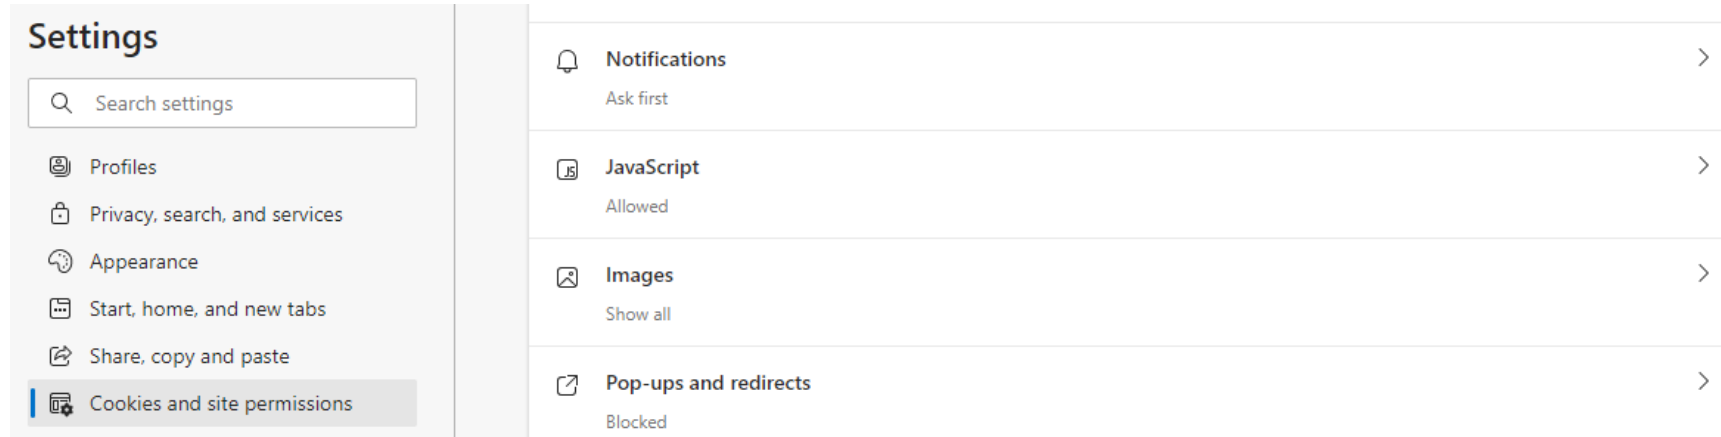 Settings
Search settings
Profiles
Privacy, search, and services
Appearance
Start, home, and new tabs
Share, copy and paste
Cookies and site permissions
Notifications
Ask first
JS
JavaScript
Allowed
Images
Show all
Pop-ups and redirects
Blocked